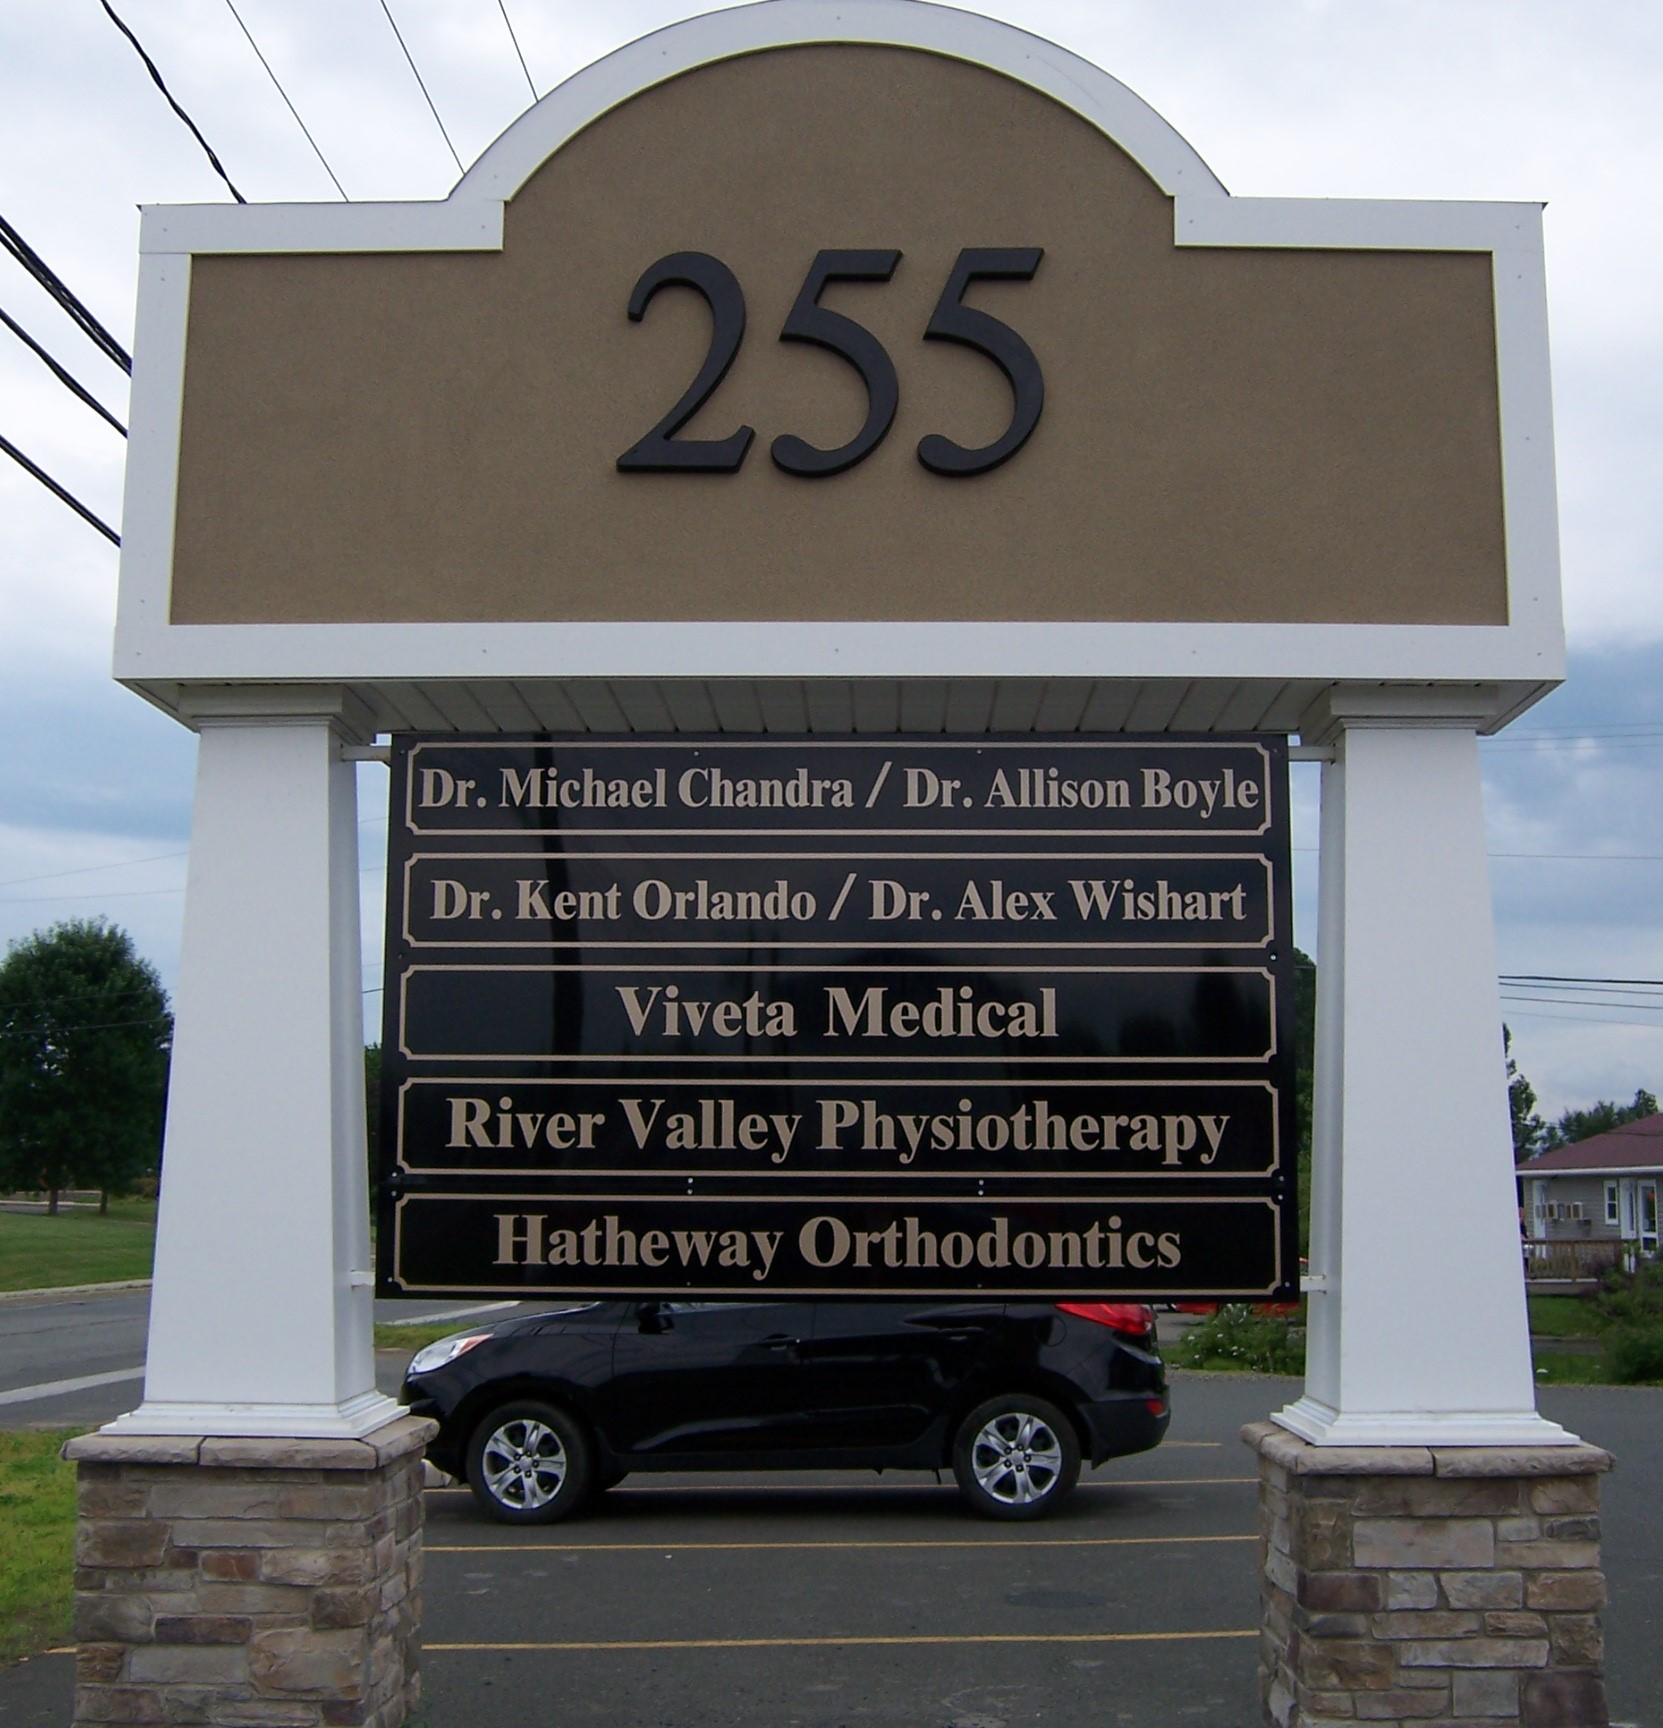 255
Dr. Michael Chandra / Dr. Allison Boyle
Dr. Kent Orlando / Dr. Alex Wishart
Viveta Medical
River Valley Physiotherapy
Hatheway Orthodontics